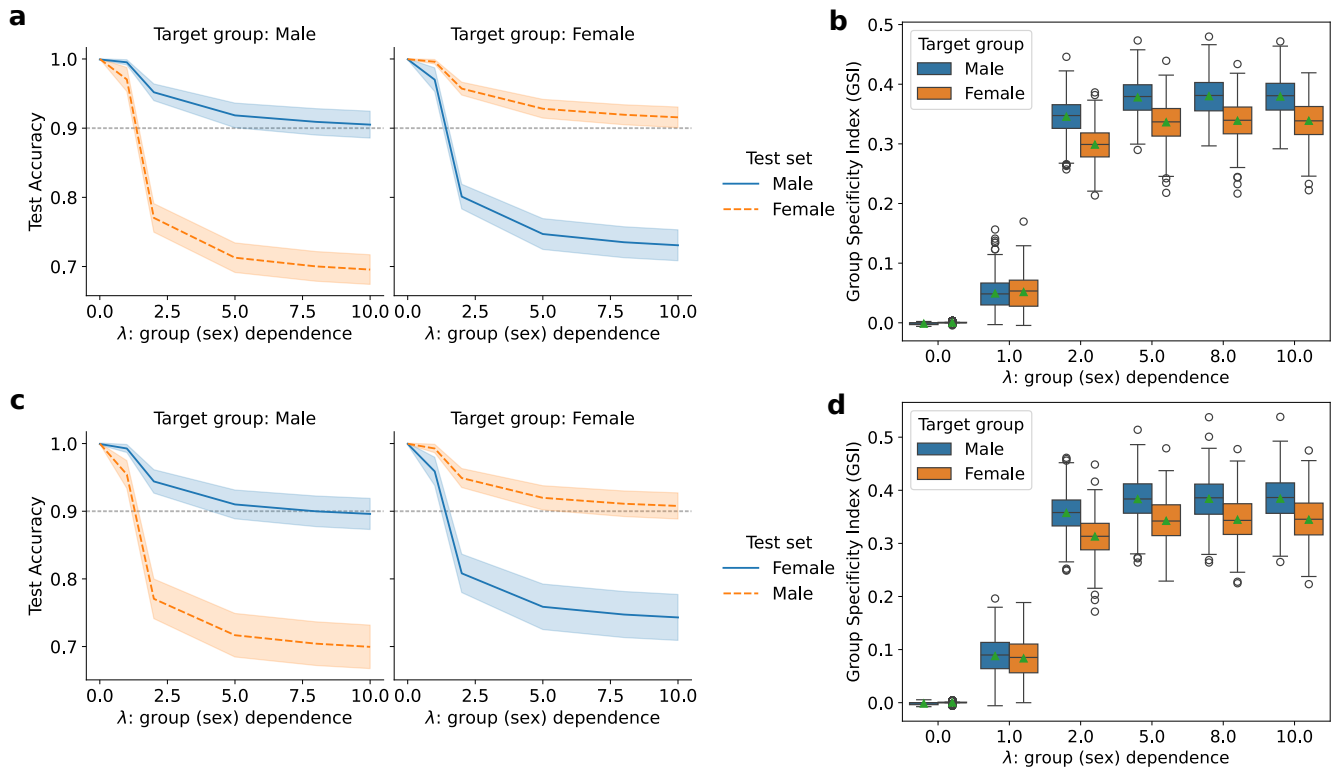 a
Target group: Male
Target group: Female
1.0
0.9
0.8
0.7
Test Accuracy
0.0 2.5 5.0 7.5 10.0
λ: group (sex) dependence
0.0 2.5 5.0 7.5 10.0
λ: group (sex) dependence
Test set
Male
Female
b
0.5
0.4
0.3
0.2
0.1
0.0
Group Specificity Index (GSI)
Target group
Male
Female
0.0 1.0 2.0 5.0 8.0 10.0
λ: group (sex) dependence
c
Target group: Male
Target group: Female
1.0
0.9
0.8
0.7
Test Accuracy
0.0 2.5 5.0 7.5 10.0
λ: group (sex) dependence
0.0 2.5 5.0 7.5 10.0
λ: group (sex) dependence
Test set
Female
Male
d
0.5
0.4
0.3
0.2
0.1
0.0
Group Specificity Index (GSI)
Target group
Male
Female
0.0 1.0 2.0 5.0 8.0 10.0
λ: group (sex) dependence